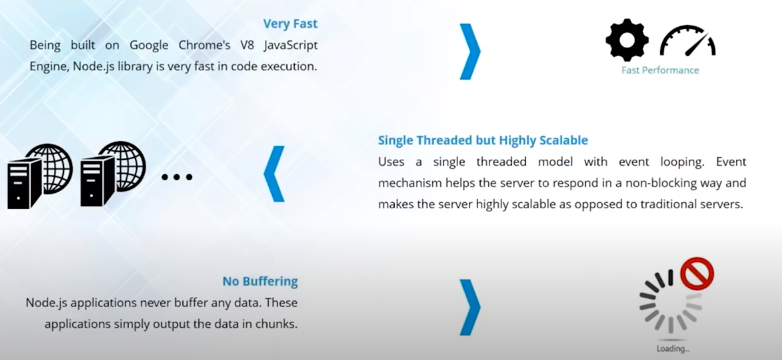 Very Fast
Being built on Google Chrome's V8 JavaScript
Engine, Node.js library is very fast in code execution.
Fast Performance
Single Threaded but Highly Scalable
Uses a single threaded model with event looping. Event
mechanism helps the server to respond in a non-blocking way and
makes the server highly scalable as opposed to traditional servers.
No Buffering
Node.js applications never buffer any data. These
applications simply output the data in chunks.
Loading...